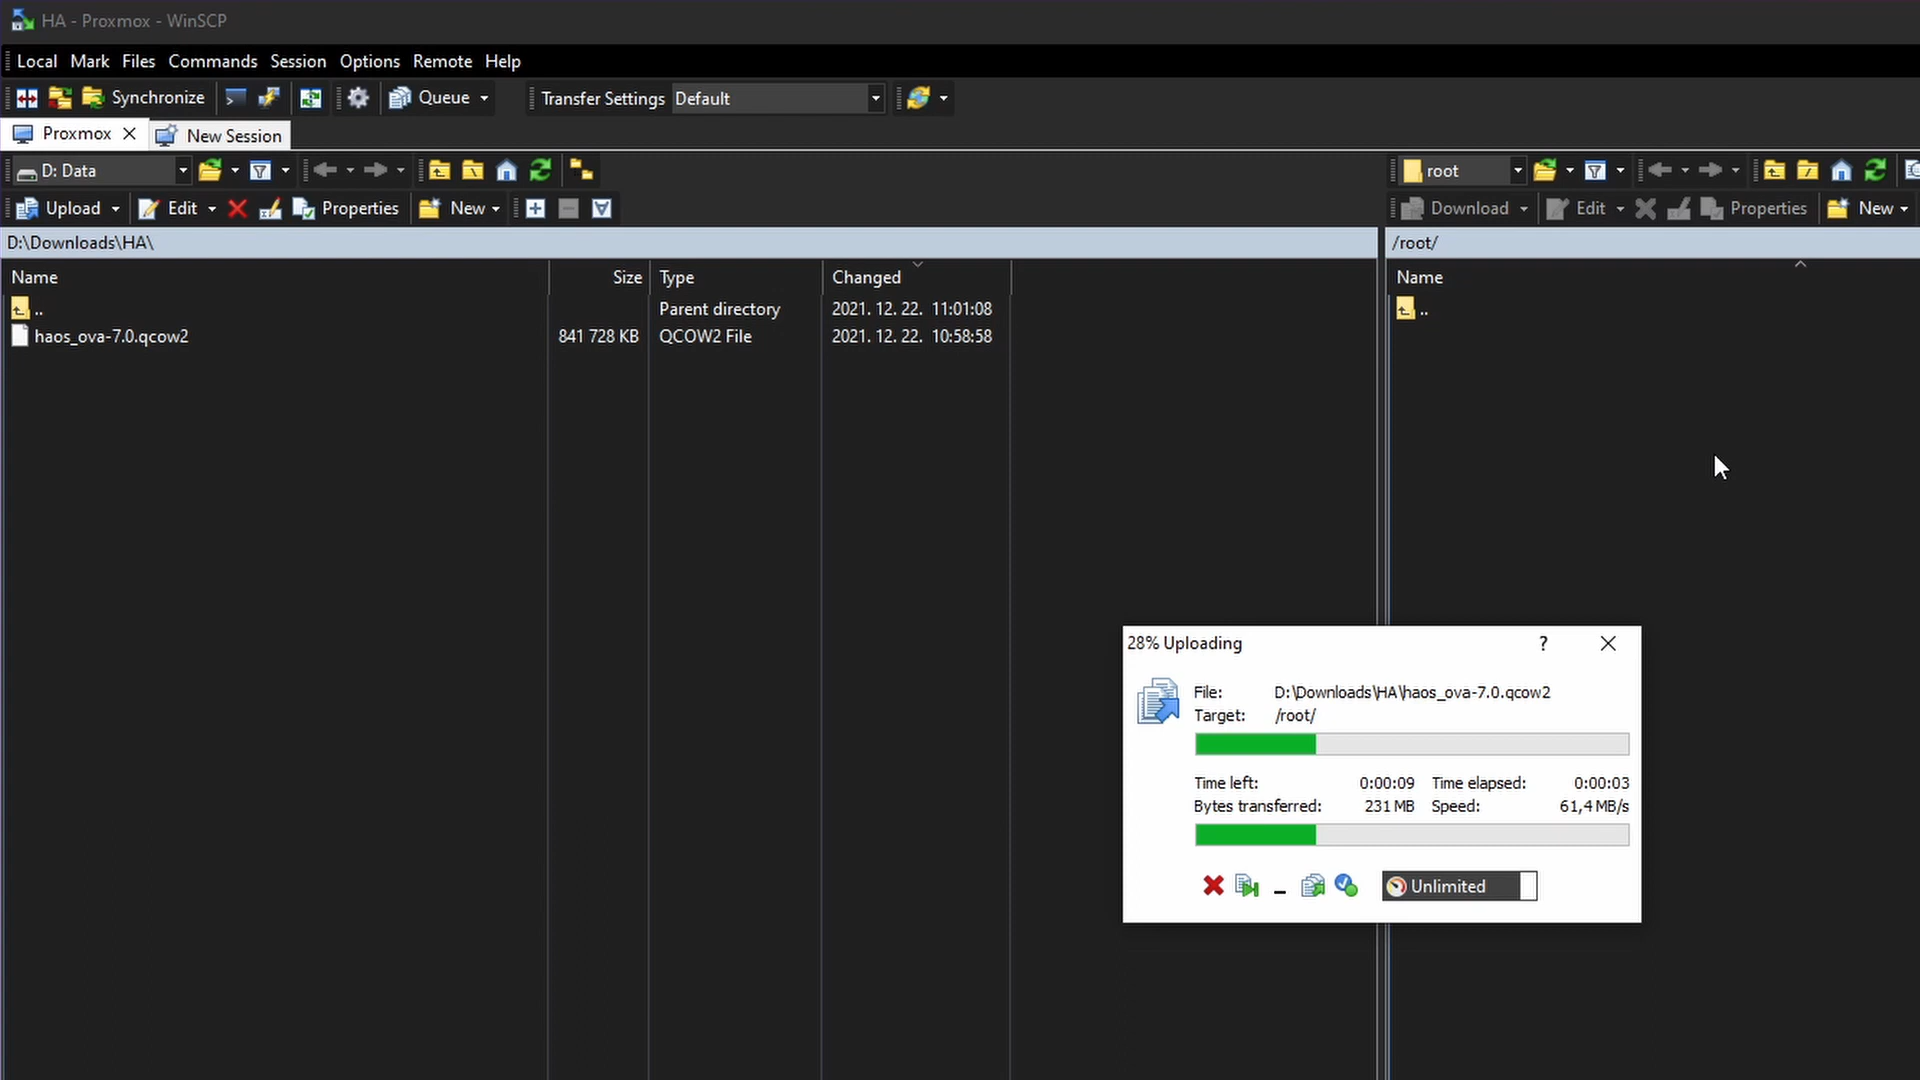 HA - Proxmox - WinSCP
Local Mark Files Commands Session Options Remote Help
Synchronize Queue Transfer Settings Default
Proxmox New Session
D: Data root
Upload Edit Properties New Download Edit Properties New
D:\Downloads\HA\ /root/
Name Size Type Changed Name
.. Parent directory 2021. 12. 22. 11:01:08 ..
haos_ova-7.0.qcow2 841 728 KB QCOW2 File 2021. 12. 22. 10:58:58
28% Uploading ?
File: D:\Downloads\HA\haos_ova-7.0.qcow2
Target: /root/
Time left: 0:00:09 Time elapsed: 0:00:03
Bytes transferred: 231 MB Speed: 61,4 MB/s
Unlimited